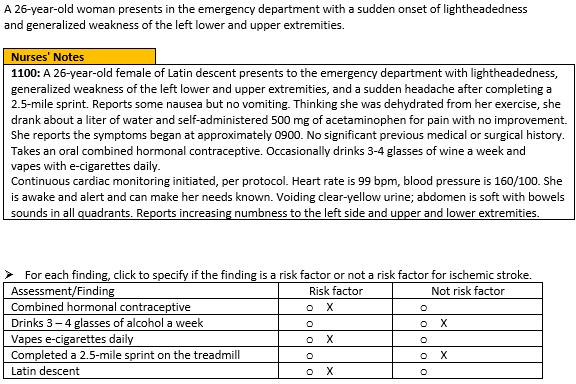 A 26-year-old woman presents in the emergency department with a sudden onset of lightheadedness
and generalized weakness of the left lower and upper extremities.
Nurses' Notes
1100: A 26-year-old female of Latin descent presents to the emergency department with lightheadedness,
generalized weakness of the left lower and upper extremities, and a sudden headache after completing a
2.5-mile sprint. Reports some nausea but no vomiting. Thinking she was dehydrated from her exercise, she
drank about a liter of water and self-administered 500 mg of acetaminophen for pain with no improvement.
She reports the symptoms began at approximately 0900. No significant previous medical or surgical history.
Takes an oral combined hormonal contraceptive. Occasionally drinks 3-4 glasses of wine a week and
vapes with e-cigarettes daily.
Continuous cardiac monitoring initiated, per protocol. Heart rate is 99 bpm, blood pressure is 160/100. She
is awake and alert and can make her needs known. Voiding clear-yellow urine; abdomen is soft with bowels
sounds in all quadrants. Reports increasing numbness to the left side and upper and lower extremities.
➤ For each finding, click to specify if the finding is a risk factor or not a risk factor for ischemic stroke.
Assessment/Finding Risk factor Not risk factor
Combined hormonal contraceptive o X o
Drinks 3 – 4 glasses of alcohol a week o o X
Vapes e-cigarettes daily o X o
Completed a 2.5-mile sprint on the treadmill o o X
Latin descent o X o